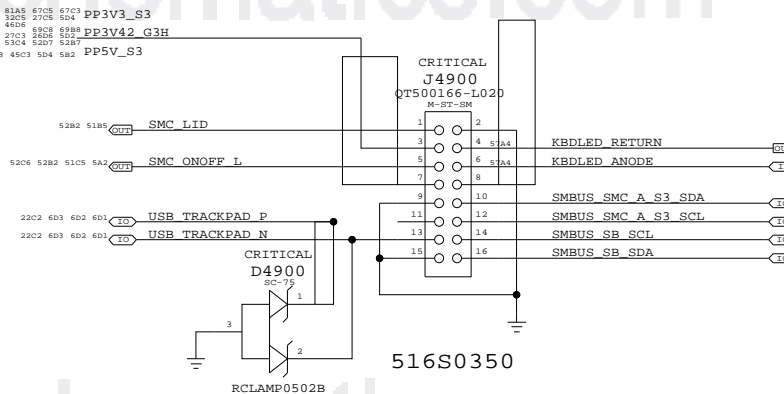 81A5 67C5 67C3 PP3V3_S3
32C5 27C5 5D4
46D6
69C8 69B8 PP3V42_G3H
27C3 26D6 5D2
53C4 52D7 52B7
45C3 5D4 5B2 PP5V_S3
CRITICAL
J4900
QT500166-L020
M-ST-SM
52B2 51B5 OUT SMC_LID 1 2
3 4 57A4 KBDLED_RETURN
52C6 52B2 51C5 5A2 OUT SMC_ONOFF_L 5 6 57A4 KBDLED_ANODE
7 8
9 10 SMBUS_SMC_A_S3_SDA
22C2 6D3 6D2 6D1 IO USB_TRACKPAD_P 11 12 SMBUS_SMC_A_S3_SCL
22C2 6D3 6D2 6D1 IO USB_TRACKPAD_N 13 14 SMBUS_SB_SCL
15 16 SMBUS_SB_SDA
CRITICAL
D4900
SC-75
1
3
2
516S0350
RCLAMP0502B